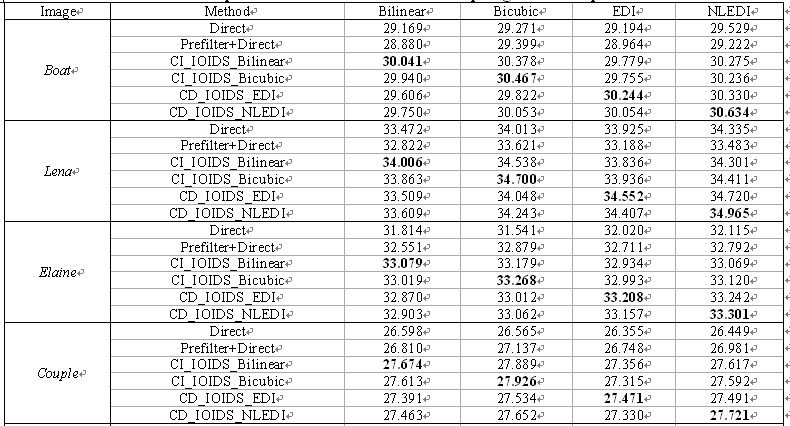 Image Method Bilinear Bicubic EDI NLEDI
Boat
Direct 29.169 29.271 29.194 29.529
Prefilter+Direct 28.880 29.399 28.964 29.222
CI_IOIDS_Bilinear 30.041 30.378 29.779 30.275
CI_IOIDS_Bicubic 29.940 30.467 29.755 30.236
CD_IOIDS_EDI 29.606 29.822 30.244 30.330
CD_IOIDS_NLEDI 29.750 30.053 30.054 30.634
Lena
Direct 33.472 34.013 33.925 34.335
Prefilter+Direct 32.822 33.621 33.188 33.483
CI_IOIDS_Bilinear 34.006 34.538 33.836 34.301
CI_IOIDS_Bicubic 33.863 34.700 33.936 34.411
CD_IOIDS_EDI 33.509 34.048 34.552 34.720
CD_IOIDS_NLEDI 33.609 34.243 34.407 34.965
Elaine
Direct 31.814 31.541 32.020 32.115
Prefilter+Direct 32.551 32.879 32.711 32.792
CI_IOIDS_Bilinear 33.079 33.179 32.934 33.069
CI_IOIDS_Bicubic 33.019 33.268 32.993 33.120
CD_IOIDS_EDI 32.870 33.012 33.208 33.242
CD_IOIDS_NLEDI 32.903 33.062 33.157 33.301
Couple
Direct 26.598 26.565 26.355 26.449
Prefilter+Direct 26.810 27.137 26.748 26.981
CI_IOIDS_Bilinear 27.674 27.889 27.356 27.617
CI_IOIDS_Bicubic 27.613 27.926 27.315 27.592
CD_IOIDS_EDI 27.391 27.534 27.471 27.491
CD_IOIDS_NLEDI 27.463 27.652 27.330 27.721